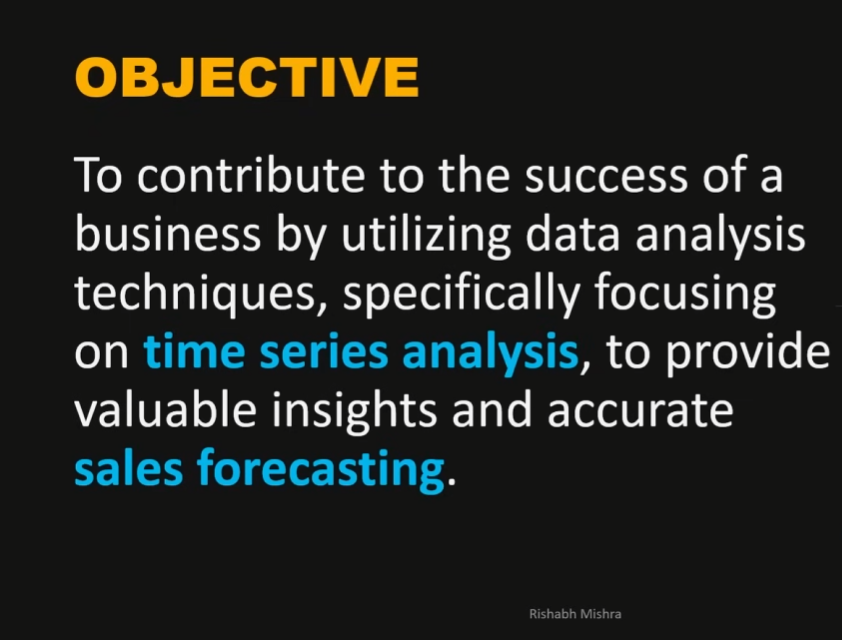 OBJECTIVE
To contribute to the success of a
business by utilizing data analysis
techniques, specifically focusing
on time series analysis, to provide
valuable insights and accurate
sales forecasting.
Rishabh Mishra